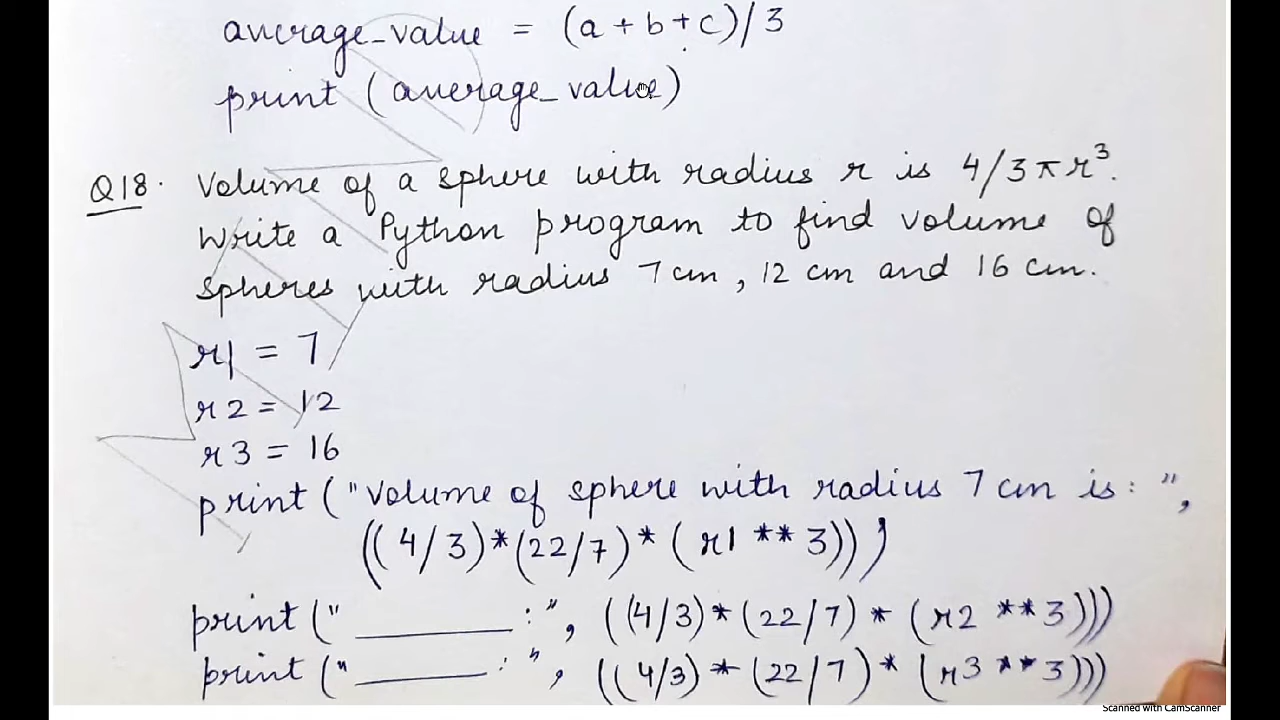 average_value = (a + b + c)/3
print (average_value)
Q18. Volume of a sphere with radius r is 4/3πr³.
Write a Python program to find volume of
spheres with radius 7 cm, 12 cm and 16 cm.
r1 = 7
r2 = 12
r3 = 16
print ("Volume of sphere with radius 7 cm is: ",
((4/3)*(22/7)*(r1 ** 3)))
print ("________:", ((4/3)*(22/7)*(r2 **3)))
print ("________:", ((4/3)*(22/7)*(r3 **3)))
Scanned with CamScanner